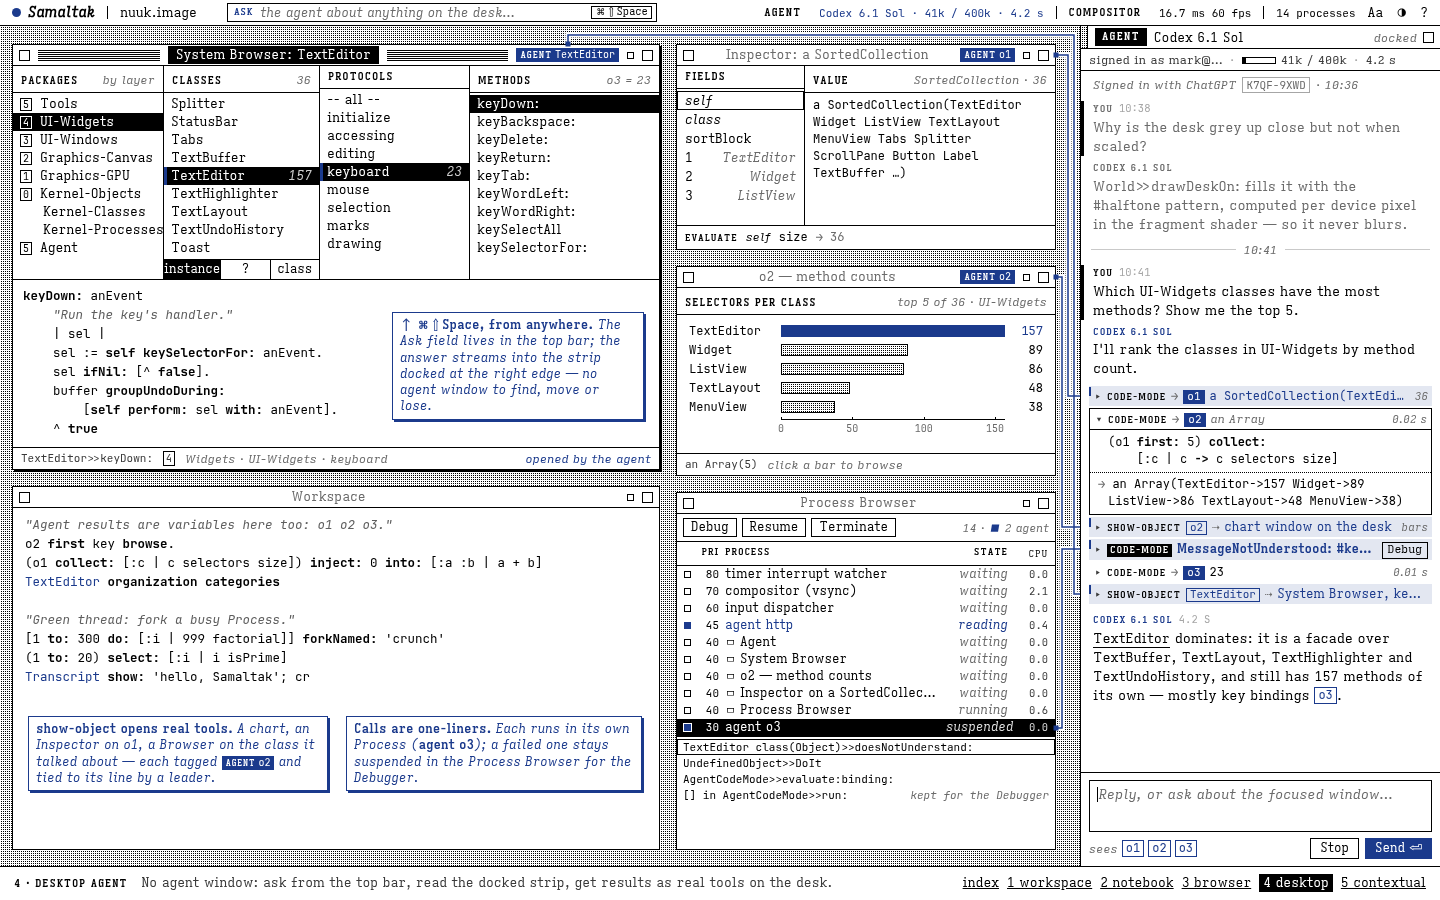 Samaltak | nuuk.image
ASK the agent about anything on the desk... ⌘⇧Space
AGENT Codex 6.1 Sol · 41k / 400k · 4.2 s | COMPOSITOR 16.7 ms 60 fps | 14 processes Aa ◑ ?
System Browser: TextEditor AGENT TextEditor
PACKAGES by layer
5 Tools
4 UI-Widgets
3 UI-Windows
2 Graphics-Canvas
1 Graphics-GPU
0 Kernel-Objects
Kernel-Classes
Kernel-Processes
5 Agent
CLASSES 36
Splitter
StatusBar
Tabs
TextBuffer
TextEditor 157
TextHighlighter
TextLayout
TextUndoHistory
Toast
instance ? class
PROTOCOLS
-- all --
initialize
accessing
editing
keyboard 23
mouse
selection
marks
drawing
METHODS o3 = 23
keyDown:
keyBackspace:
keyDelete:
keyReturn:
keyTab:
keyWordLeft:
keyWordRight:
keySelectAll
keySelectorFor:
keyDown: anEvent
"Run the key's handler."
| sel |
sel := self keySelectorFor: anEvent.
sel ifNil: [^ false].
buffer groupUndoDuring:
[self perform: sel with: anEvent].
^ true
↑ ⌘⇧Space, from anywhere. The
Ask field lives in the top bar; the
answer streams into the strip
docked at the right edge — no
agent window to find, move or
lose.
TextEditor>>keyDown: 4 Widgets · UI-Widgets · keyboard opened by the agent
Workspace
"Agent results are variables here too: o1 o2 o3."
o2 first key browse.
(o1 collect: [:c | c selectors size]) inject: 0 into: [:a :b | a + b]
TextEditor organization categories
"Green thread: fork a busy Process."
[1 to: 300 do: [:i | 999 factorial]] forkNamed: 'crunch'
(1 to: 20) select: [:i | i isPrime]
Transcript show: 'hello, Samaltak'; cr
show-object opens real tools. A chart, an
Inspector on o1, a Browser on the class it
talked about — each tagged AGENT o2 and
tied to its line by a leader.
Calls are one-liners. Each runs in its own
Process (agent o3); a failed one stays
suspended in the Process Browser for the
Debugger.
Inspector: a SortedCollection AGENT o1
FIELDS
self
class
sortBlock
1 TextEditor
2 Widget
3 ListView
VALUE SortedCollection · 36
a SortedCollection(TextEditor
Widget ListView TextLayout
MenuView Tabs Splitter
ScrollPane Button Label
TextBuffer …)
EVALUATE self size → 36
o2 — method counts AGENT o2
SELECTORS PER CLASS top 5 of 36 · UI-Widgets
TextEditor 157
Widget 89
ListView 86
TextLayout 48
MenuView 38
0 50 100 150
an Array(5) click a bar to browse
Process Browser
Debug Resume Terminate 14 · ■ 2 agent
PRI PROCESS STATE CPU
80 timer interrupt watcher waiting 0.0
70 compositor (vsync) waiting 2.1
60 input dispatcher waiting 0.0
45 agent http reading 0.4
40 ▭ Agent waiting 0.0
40 ▭ System Browser waiting 0.0
40 ▭ o2 — method counts waiting 0.0
40 ▭ Inspector on a SortedCollec... waiting 0.0
40 ▭ Process Browser running 0.6
30 agent o3 suspended 0.0
TextEditor class(Object)>>doesNotUnderstand:
UndefinedObject>>DoIt
AgentCodeMode>>evaluate:binding:
[] in AgentCodeMode>>run: kept for the Debugger
AGENT Codex 6.1 Sol docked
signed in as mark@... · 41k / 400k · 4.2 s
Signed in with ChatGPT K7QF-9XWD · 10:36
YOU 10:38
Why is the desk grey up close but not when
scaled?
CODEX 6.1 SOL
World>>drawDeskOn: fills it with the
#halftone pattern, computed per device pixel
in the fragment shader — so it never blurs.
10:41
YOU 10:41
Which UI-Widgets classes have the most
methods? Show me the top 5.
CODEX 6.1 SOL
I'll rank the classes in UI-Widgets by method
count.
▸ CODE-MODE → o1 a SortedCollection(TextEdi... 36
▾ CODE-MODE → o2 an Array 0.02 s
(o1 first: 5) collect:
[:c | c -> c selectors size]
→ an Array(TextEditor->157 Widget->89
ListView->86 TextLayout->48 MenuView->38)
▸ SHOW-OBJECT o2 → chart window on the desk bars
▸ CODE-MODE MessageNotUnderstood: #ke... Debug
▸ CODE-MODE → o3 23 0.01 s
▸ SHOW-OBJECT TextEditor → System Browser, ke...
CODEX 6.1 SOL 4.2 S
TextEditor dominates: it is a facade over
TextBuffer, TextLayout, TextHighlighter and
TextUndoHistory, and still has 157 methods of
its own — mostly key bindings o3.
Reply, or ask about the focused window...
sees o1 o2 o3 Stop Send ⏎
4 · DESKTOP AGENT No agent window: ask from the top bar, read the docked strip, get results as real tools on the desk.
index 1 workspace 2 notebook 3 browser 4 desktop 5 contextual